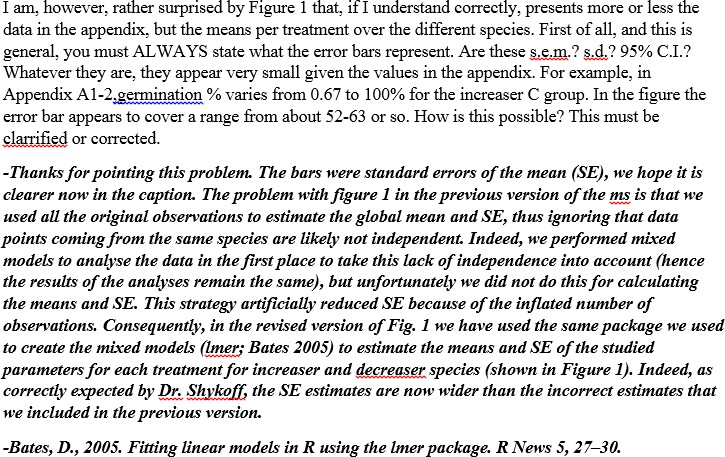 I am, however, rather surprised by Figure 1 that, if I understand correctly, presents more or less the
data in the appendix, but the means per treatment over the different species. First of all, and this is
general, you must ALWAYS state what the error bars represent. Are these s.e.m.? s.d.? 95% C.I.?
Whatever they are, they appear very small given the values in the appendix. For example, in
Appendix A1-2,germination % varies from 0.67 to 100% for the increaser C group. In the figure the
error bar appears to cover a range from about 52-63 or so. How is this possible? This must be
clarrified or corrected.
-Thanks for pointing this problem. The bars were standard errors of the mean (SE), we hope it is
clearer now in the caption. The problem with figure 1 in the previous version of the ms is that we
used all the original observations to estimate the global mean and SE, thus ignoring that data
points coming from the same species are likely not independent. Indeed, we performed mixed
models to analyse the data in the first place to take this lack of independence into account (hence
the results of the analyses remain the same), but unfortunately we did not do this for calculating
the means and SE. This strategy artificially reduced SE because of the inflated number of
observations. Consequently, in the revised version of Fig. 1 we have used the same package we used
to create the mixed models (lmer; Bates 2005) to estimate the means and SE of the studied
parameters for each treatment for increaser and decreaser species (shown in Figure 1). Indeed, as
correctly expected by Dr. Shykoff, the SE estimates are now wider than the incorrect estimates that
we included in the previous version.
-Bates, D., 2005. Fitting linear models in R using the lmer package. R News 5, 27–30.